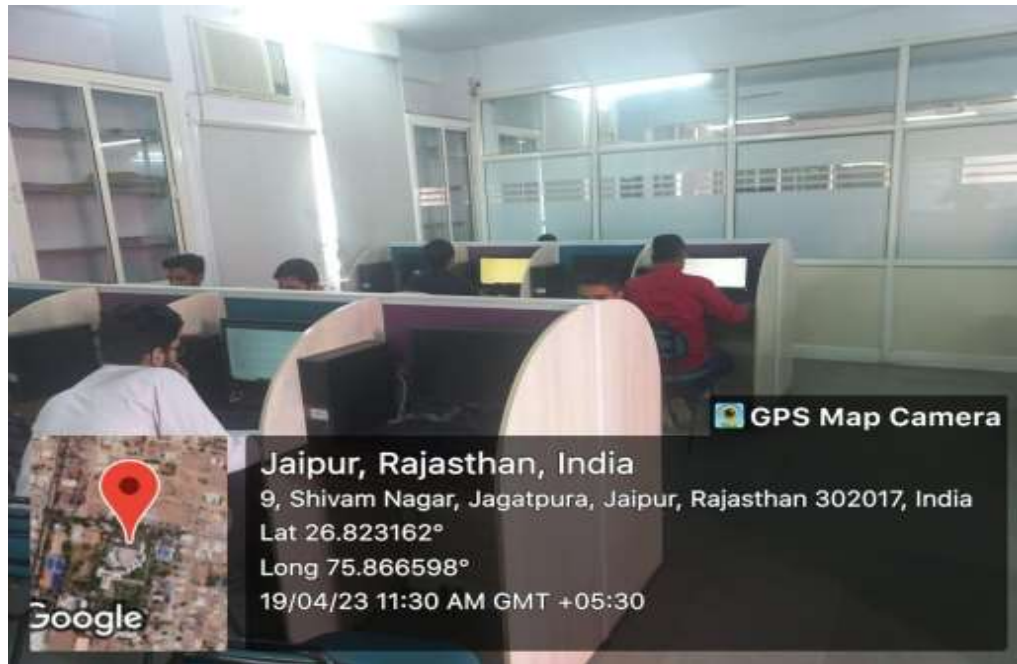 GPS Map Camera
Jaipur, Rajasthan, India
9, Shivam Nagar, Jagatpura, Jaipur, Rajasthan 302017, India
Lat 26.823162°
Long 75.866598°
19/04/23 11:30 AM GMT +05:30
Google